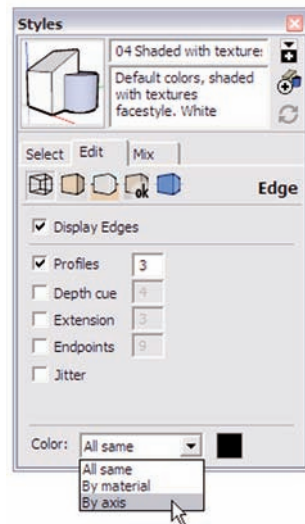 Styles
04 Shaded with texture
Default colors, shaded
with textures
facestyle. White
Select Edit Mix
ok
Edge
Display Edges
Profiles 3
Depth cue 4
Extension 3
Endpoints 9
Jitter
Color: All same
All same
By material
By axis